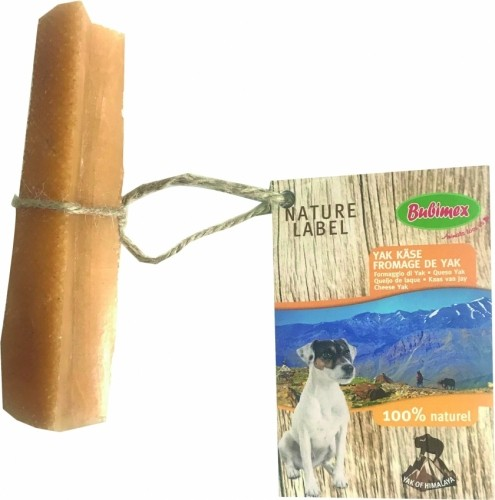 NATURE
LABEL
Bubimex
YAK KÄSE
FROMAGE DE YAK
Formaggio di Yak • Queso Yak
Queijo de Iaque • Kaas van Jay
Cheese Yak
100% naturel
YAK OF HIMALAYA